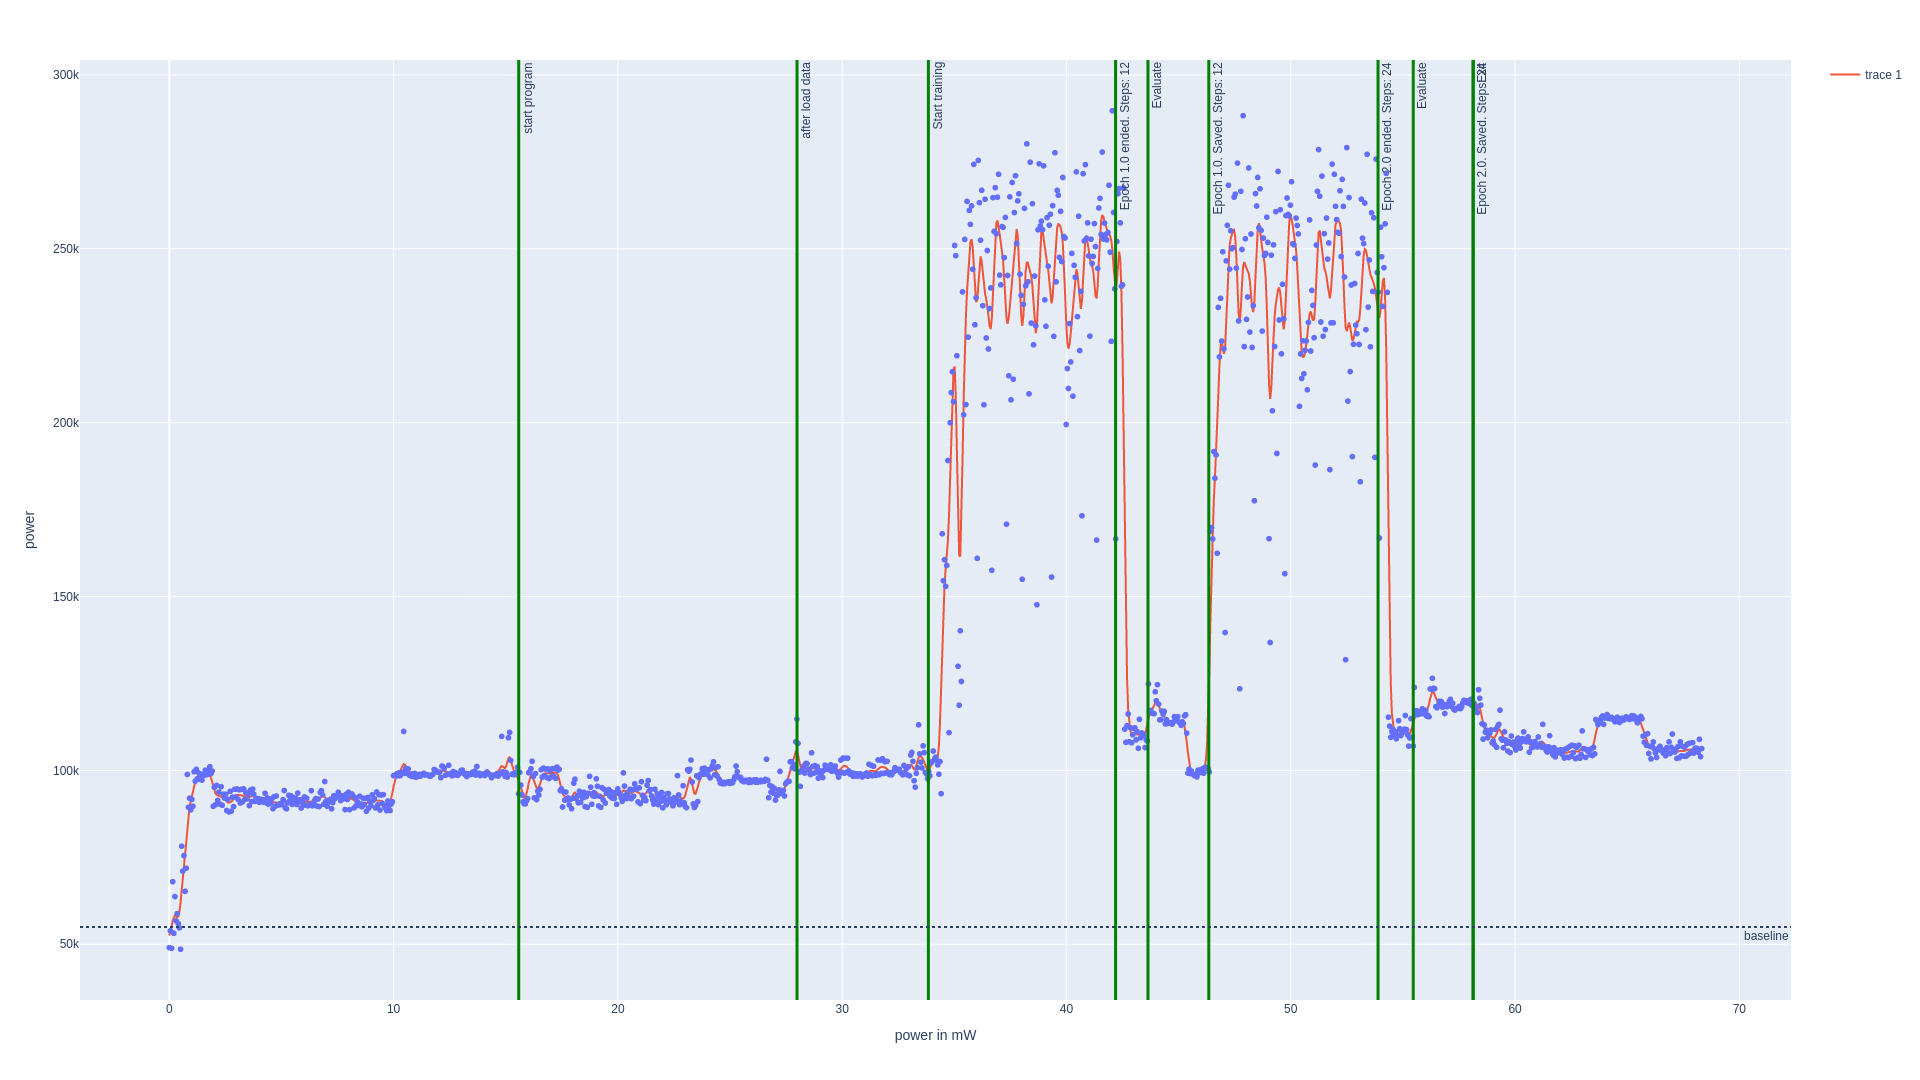 300k
250k
200k
150k
100k
50k
power
0
10
20
30
40
50
60
70
power in mW
start program
after load data
Start training
Epoch 1.0 ended. Steps: 12
Evaluate
Epoch 1.0. Saved. Steps: 12
Epoch 2.0 ended. Steps: 24
Evaluate
Epoch 2.0. Saved. Steps: 24
baseline
trace 1